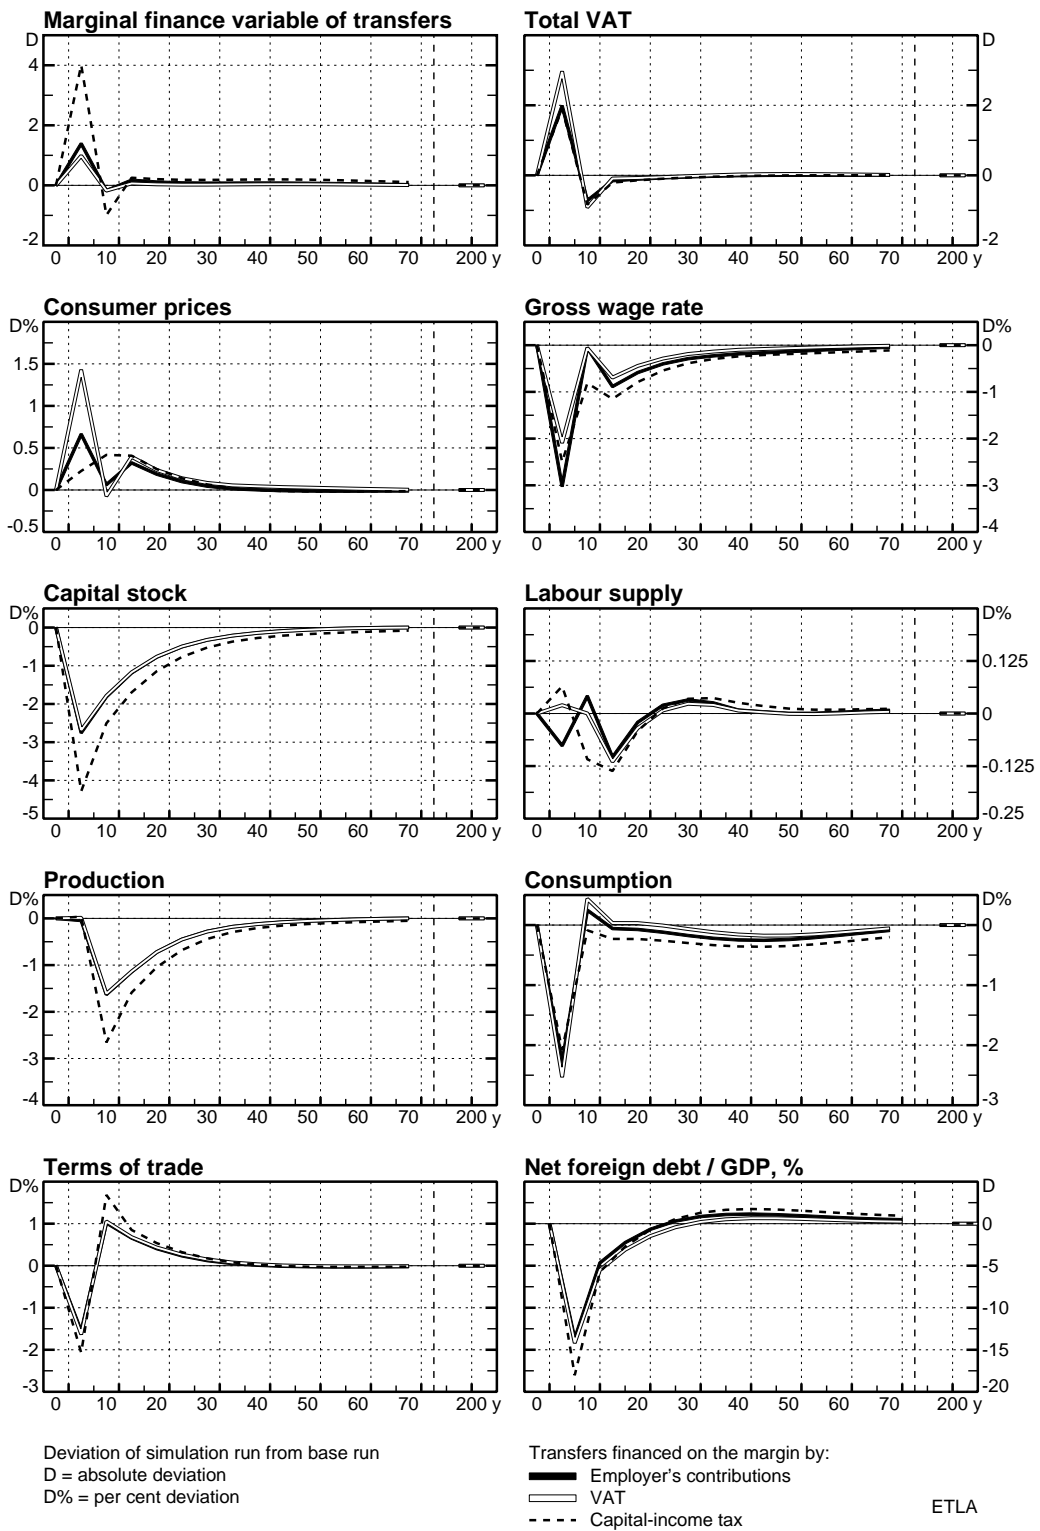 Marginal finance variable of transfers
D
4
2
0
-2
0 10 20 30 40 50 60 70 200 y
Total VAT
D
2
0
-2
0 10 20 30 40 50 60 70 200 y
Consumer prices
D%
1.5
1
0.5
0
-0.5
0 10 20 30 40 50 60 70 200 y
Gross wage rate
D%
0
-1
-2
-3
-4
0 10 20 30 40 50 60 70 200 y
Capital stock
D%
0
-1
-2
-3
-4
-5
0 10 20 30 40 50 60 70 200 y
Labour supply
D%
0.125
0
-0.125
-0.25
0 10 20 30 40 50 60 70 200 y
Production
D%
0
-1
-2
-3
-4
0 10 20 30 40 50 60 70 200 y
Consumption
D%
0
-1
-2
-3
0 10 20 30 40 50 60 70 200 y
Terms of trade
D%
1
0
-1
-2
-3
0 10 20 30 40 50 60 70 200 y
Net foreign debt / GDP, %
D
0
-5
-10
-15
-20
0 10 20 30 40 50 60 70 200 y
Deviation of simulation run from base run
D = absolute deviation
D% = per cent deviation
Transfers financed on the margin by:
Employer's contributions
VAT
Capital-income tax
ETLA